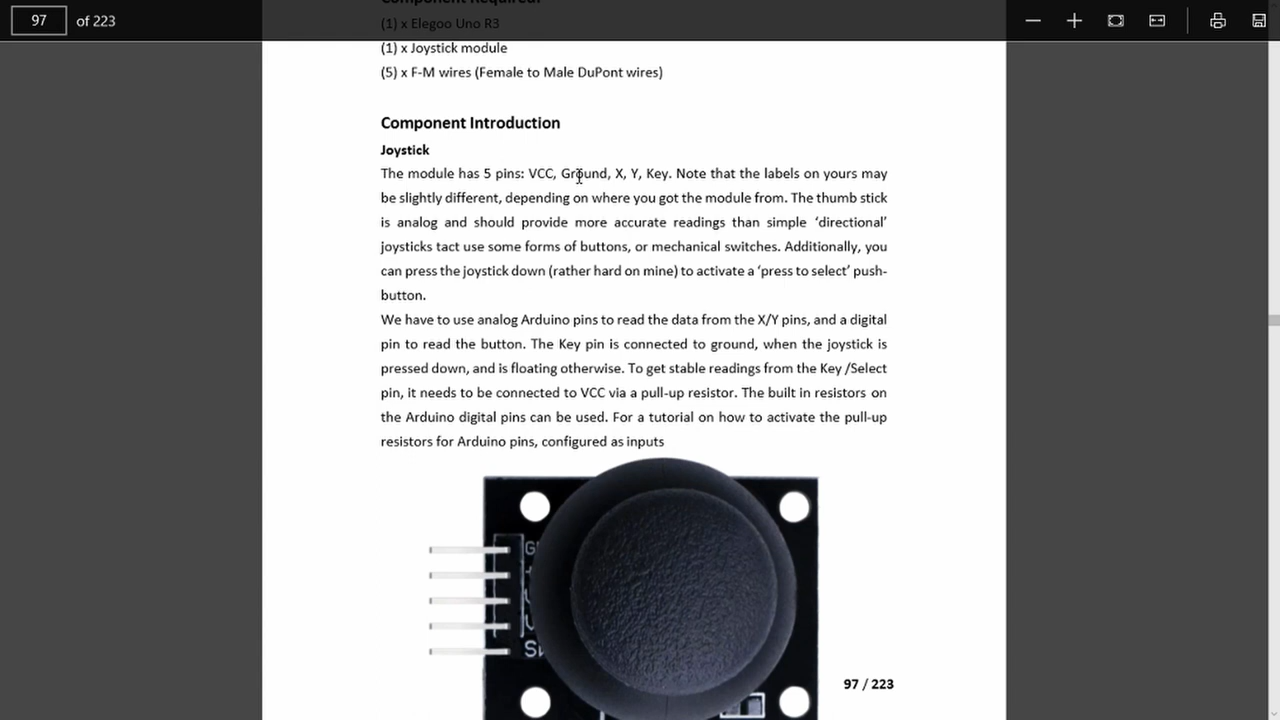 97 of 223
Component Required:
(1) x Elegoo Uno R3
(1) x Joystick module
(5) x F-M wires (Female to Male DuPont wires)
Component Introduction
Joystick
The module has 5 pins: VCC, Ground, X, Y, Key. Note that the labels on yours may
be slightly different, depending on where you got the module from. The thumb stick
is analog and should provide more accurate readings than simple ‘directional’
joysticks tact use some forms of buttons, or mechanical switches. Additionally, you
can press the joystick down (rather hard on mine) to activate a ‘press to select’ push-
button.
We have to use analog Arduino pins to read the data from the X/Y pins, and a digital
pin to read the button. The Key pin is connected to ground, when the joystick is
pressed down, and is floating otherwise. To get stable readings from the Key /Select
pin, it needs to be connected to VCC via a pull-up resistor. The built in resistors on
the Arduino digital pins can be used. For a tutorial on how to activate the pull-up
resistors for Arduino pins, configured as inputs
97 / 223